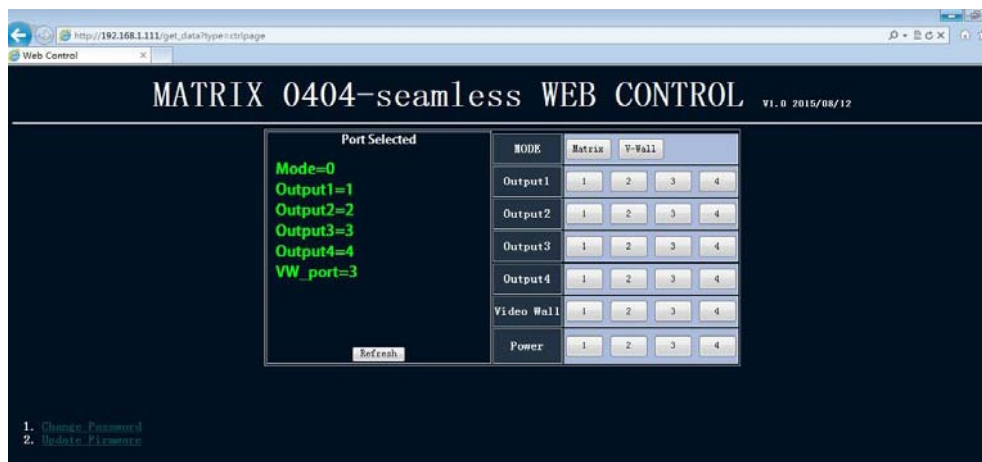 http://192.168.1.111/get_data?type=ctrlpage
Web Control
MATRIX 0404-seamless WEB CONTROL V1.0 2015/08/12
Port Selected
Mode=0
Output1=1
Output2=2
Output3=3
Output4=4
VW_port=3
Refresh
MODE Matrix V-Wall
Output1 1 2 3 4
Output2 1 2 3 4
Output3 1 2 3 4
Output4 1 2 3 4
Video Wall 1 2 3 4
Power 1 2 3 4
1. Change Password
2. Update Firmware